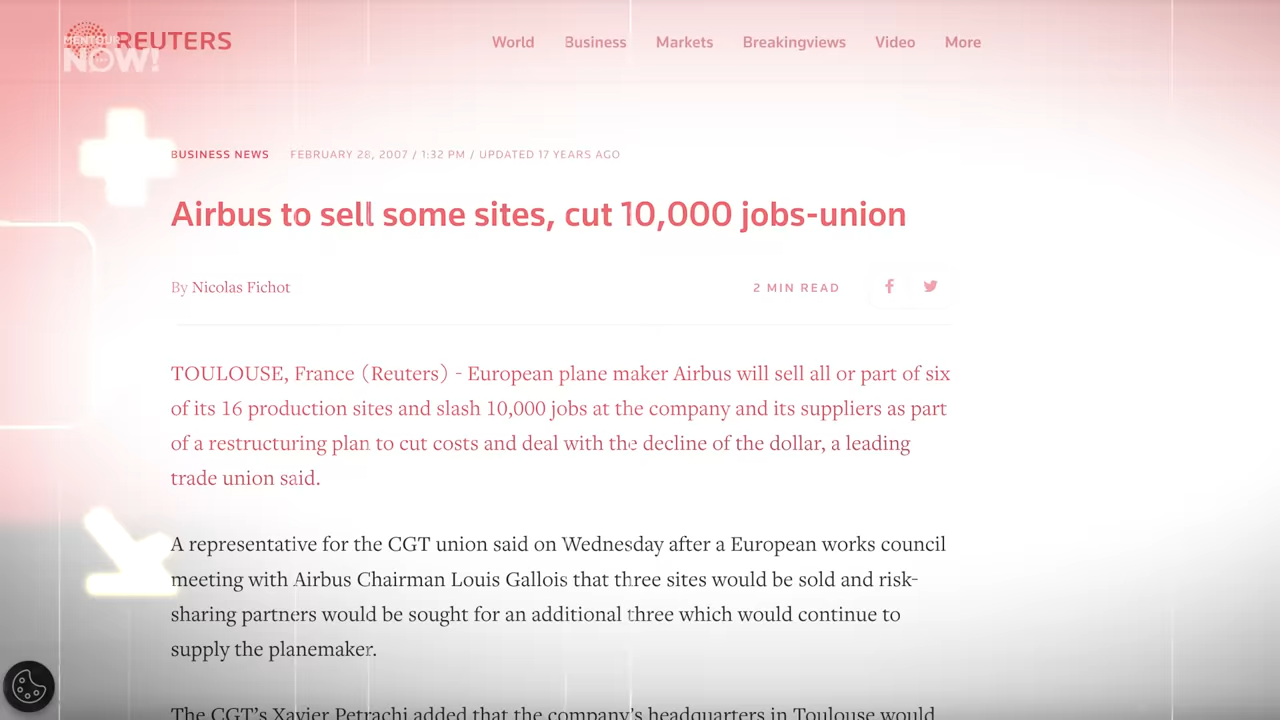 MENTOUR
NOW!
REUTERS
World Business Markets Breakingviews Video More
BUSINESS NEWS FEBRUARY 28, 2007 / 1:32 PM / UPDATED 17 YEARS AGO
Airbus to sell some sites, cut 10,000 jobs-union
By Nicolas Fichot
2 MIN READ
TOULOUSE, France (Reuters) - European plane maker Airbus will sell all or part of six
of its 16 production sites and slash 10,000 jobs at the company and its suppliers as part
of a restructuring plan to cut costs and deal with the decline of the dollar, a leading
trade union said.
A representative for the CGT union said on Wednesday after a European works council
meeting with Airbus Chairman Louis Gallois that three sites would be sold and risk-
sharing partners would be sought for an additional three which would continue to
supply the planemaker.
The CGT's Xavier Petrachi added that the company's headquarters in Toulouse would